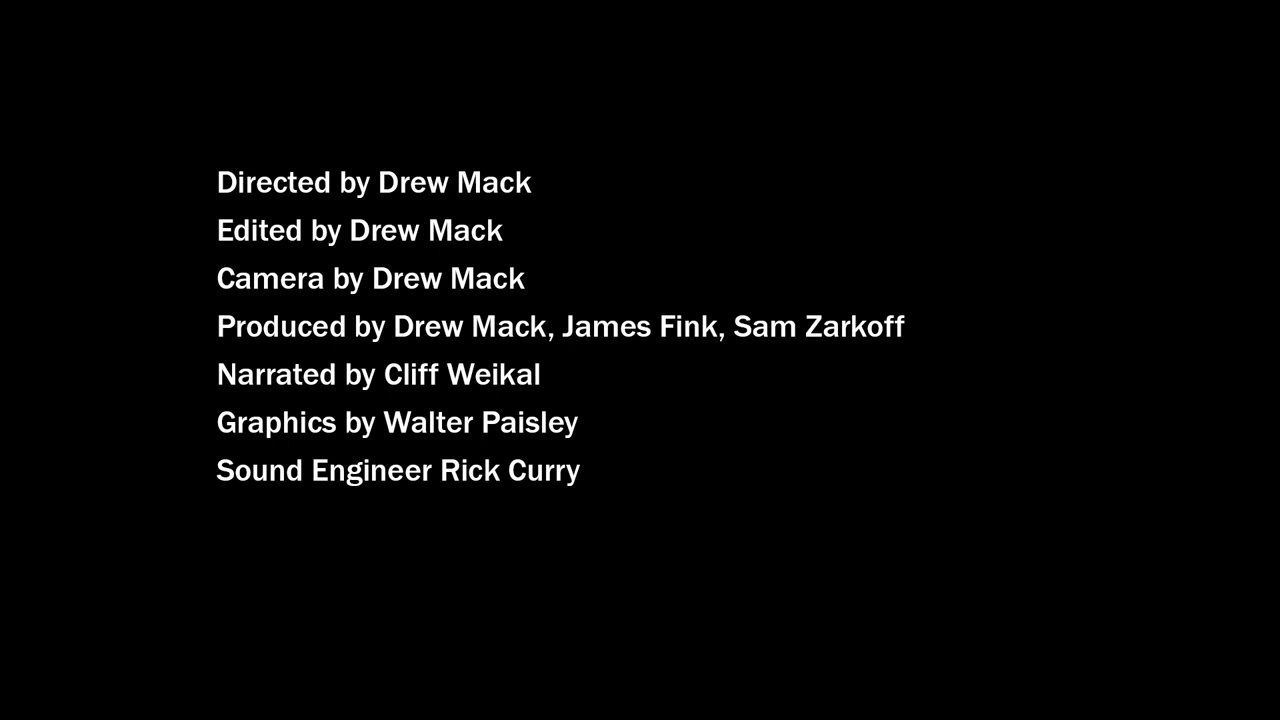 Directed by Drew Mack
Edited by Drew Mack
Camera by Drew Mack
Produced by Drew Mack, James Fink, Sam Zarkoff
Narrated by Cliff Weikal
Graphics by Walter Paisley
Sound Engineer Rick Curry